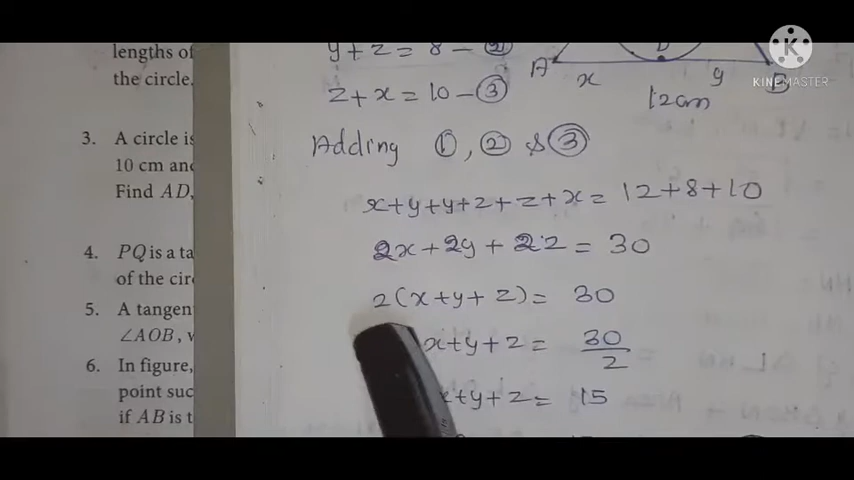 lengths of
the circle.
3. A circle is
10 cm and
Find AD,
4. PQ is a ta
of the circ
5. A tangen
∠AOB, v
6. In figure,
point suc
if AB is t
y+z = 8 – ②
z+x = 10 – ③
Adding ①, ② & ③
x+y+y+z+z+x = 12+8+10
2x+2y+2z = 30
2(x+y+z) = 30
x+y+z = 30/2
x+y+z = 15
A x D y B
12cm
K
KINEMASTER